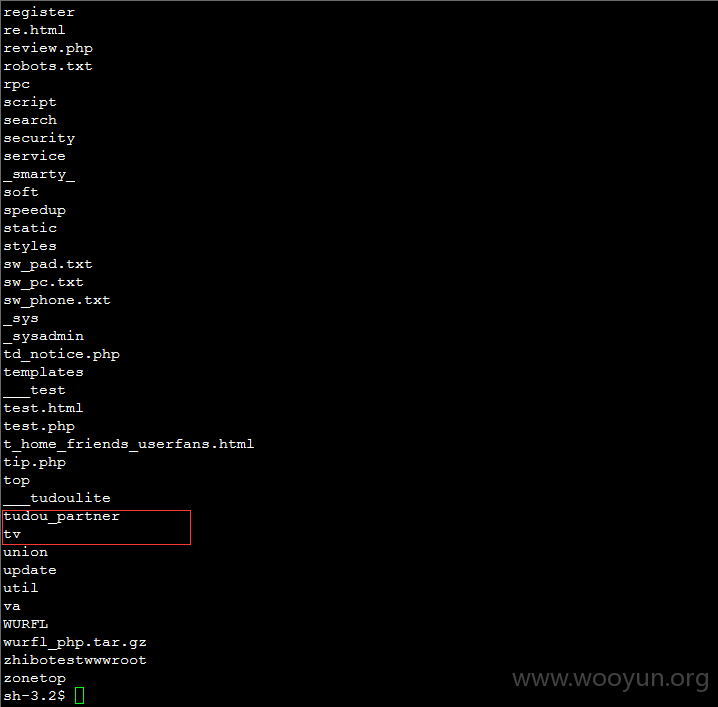 register
re.html
review.php
robots.txt
rpc
script
search
security
service
_smarty_
soft
speedup
static
styles
sw_pad.txt
sw_pc.txt
sw_phone.txt
_sys
_sysadmin
td_notice.php
templates
___test
test.html
test.php
t_home_friends_userfans.html
tip.php
top
___tudoulite
tudou_partner
tv
union
update
util
va
WURFL
wurfl_php.tar.gz
zhibotestwwwroot
zonetop
sh-3.2$
www.wooyun.org